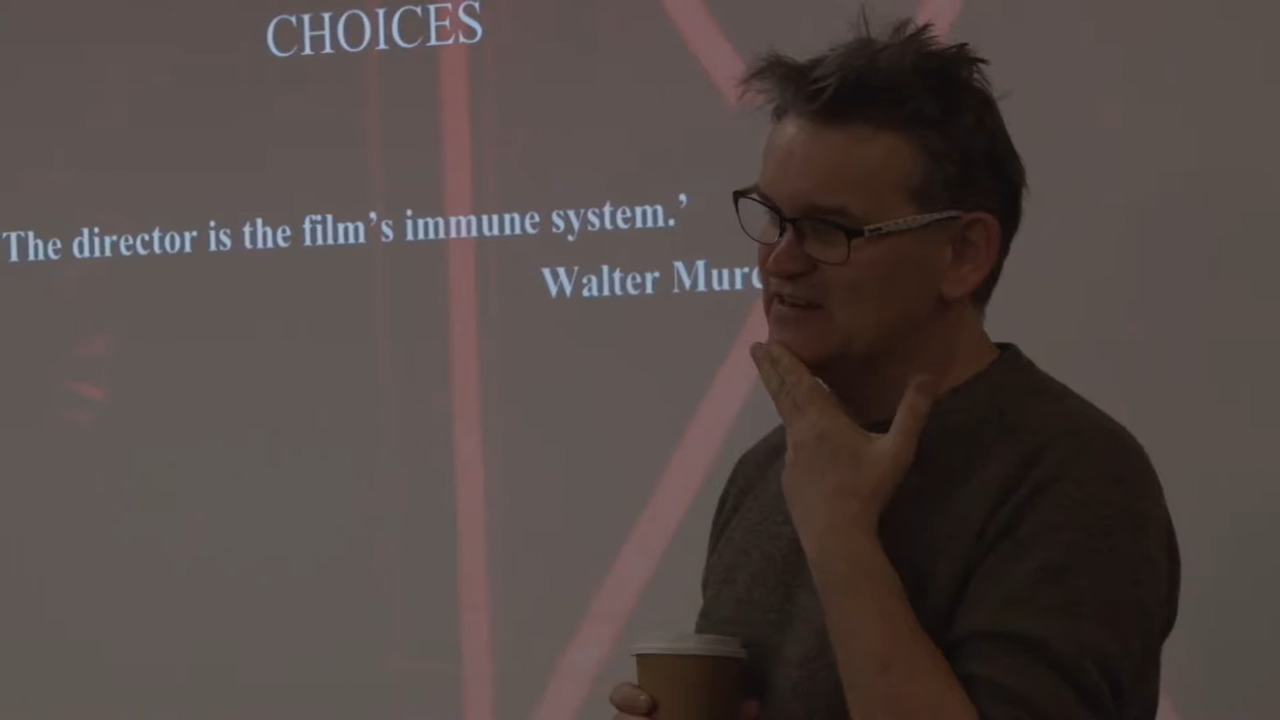 CHOICES
The director is the film’s immune system.’
Walter Murc